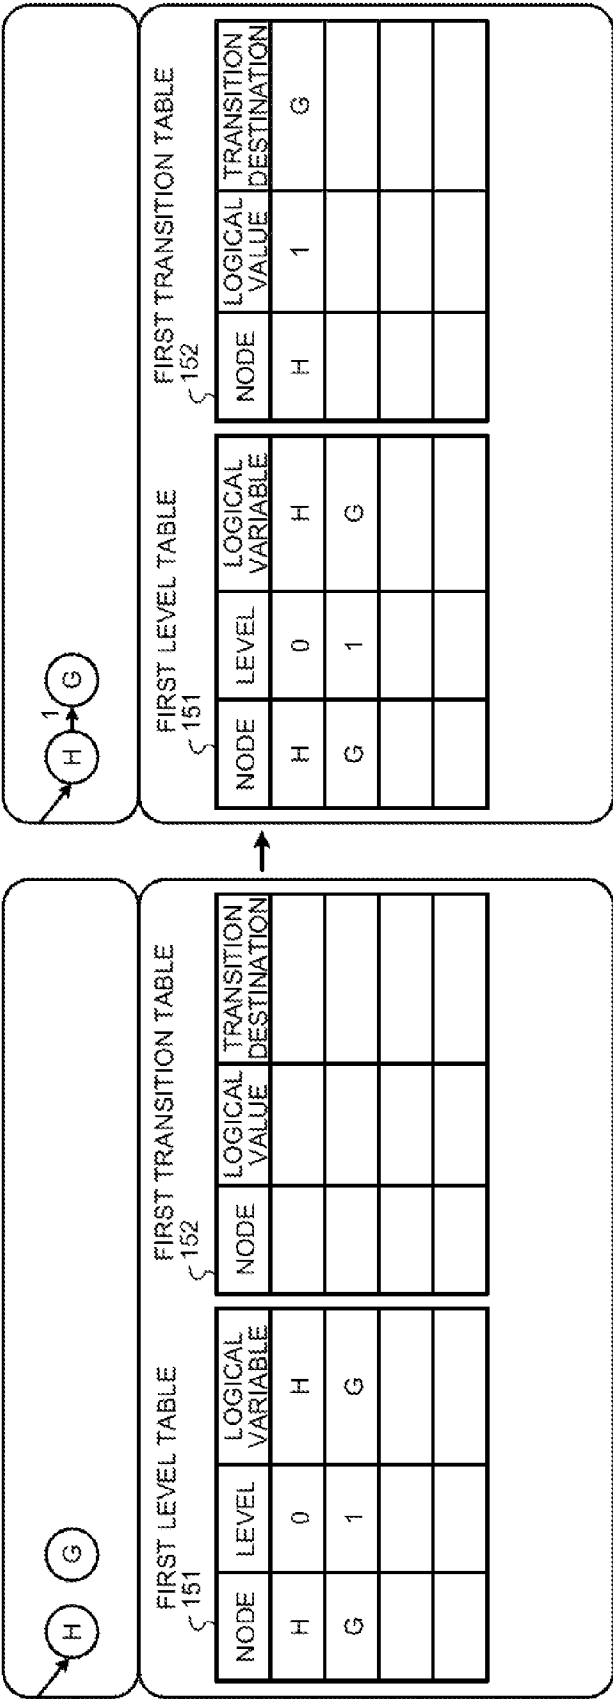 H G
FIRST LEVEL TABLE
151
NODE LEVEL LOGICAL VARIABLE
H 0 H
G 1 G
FIRST TRANSITION TABLE
152
NODE LOGICAL VALUE TRANSITION DESTINATION
H 1 G
1
H G
FIRST LEVEL TABLE
151
NODE LEVEL LOGICAL VARIABLE
H 0 H
G 1 G
FIRST TRANSITION TABLE
152
NODE LOGICAL VALUE TRANSITION DESTINATION